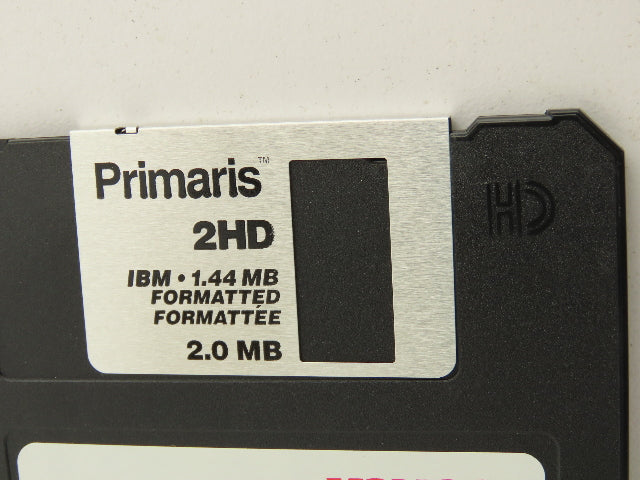 Primaris™
2HD
IBM • 1.44 MB
FORMATTED
FORMATTÉE
2.0 MB
HD